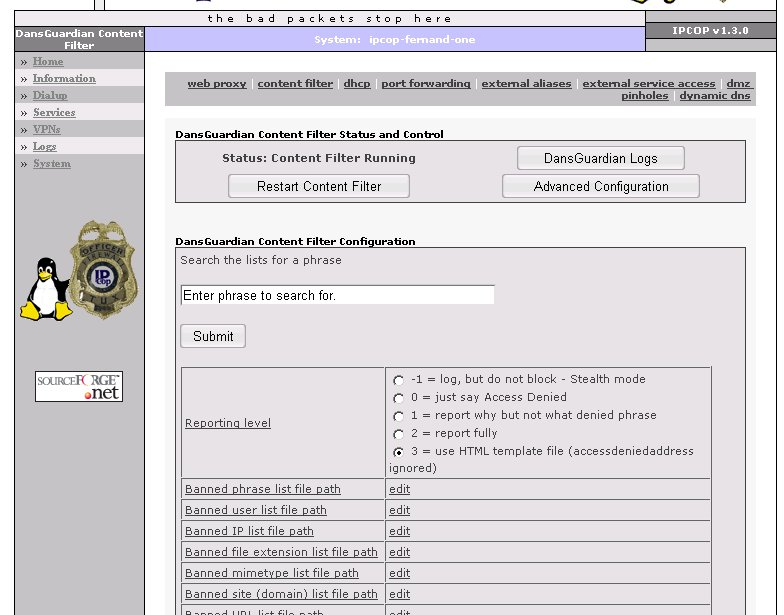 the bad packets stop here
DansGuardian Content
Filter
System: ipcop-fernand-one
IPCOP v1.3.0
» Home
» Information
» Dialup
» Services
» VPNs
» Logs
» System
web proxy | content filter | dhcp | port forwarding | external aliases | external service access | dmz
pinholes | dynamic dns
DansGuardian Content Filter Status and Control
Status: Content Filter Running
DansGuardian Logs
Restart Content Filter
Advanced Configuration
DansGuardian Content Filter Configuration
Search the lists for a phrase
Enter phrase to search for.
Submit
OFFICER
IP
Cop
TUX
SOURCEFORGE™
.net
Reporting level
-1 = log, but do not block - Stealth mode
0 = just say Access Denied
1 = report why but not what denied phrase
2 = report fully
3 = use HTML template file (accessdeniedaddress
ignored)
Banned phrase list file path edit
Banned user list file path edit
Banned IP list file path edit
Banned file extension list file path edit
Banned mimetype list file path edit
Banned site (domain) list file path edit
Banned URL list file path edit